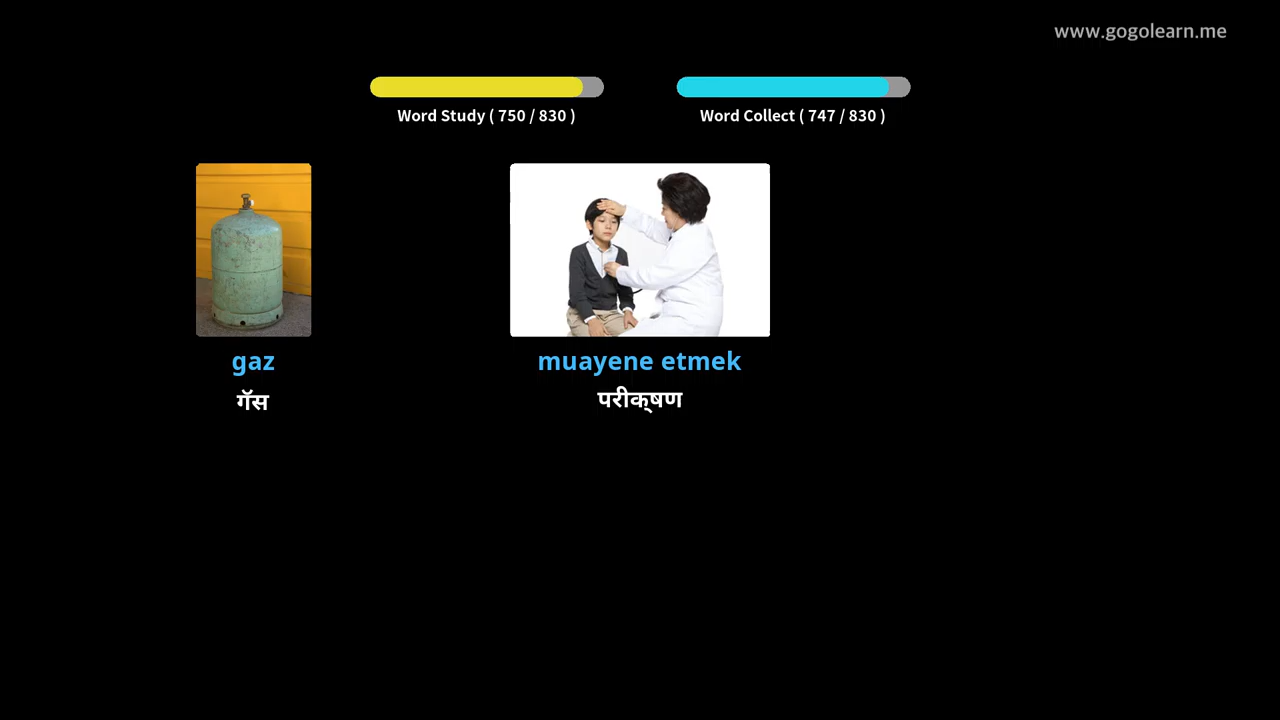 www.gogolearn.me
Word Study ( 750 / 830 )
Word Collect ( 747 / 830 )
gaz
गॅस
muayene etmek
परीक्षण